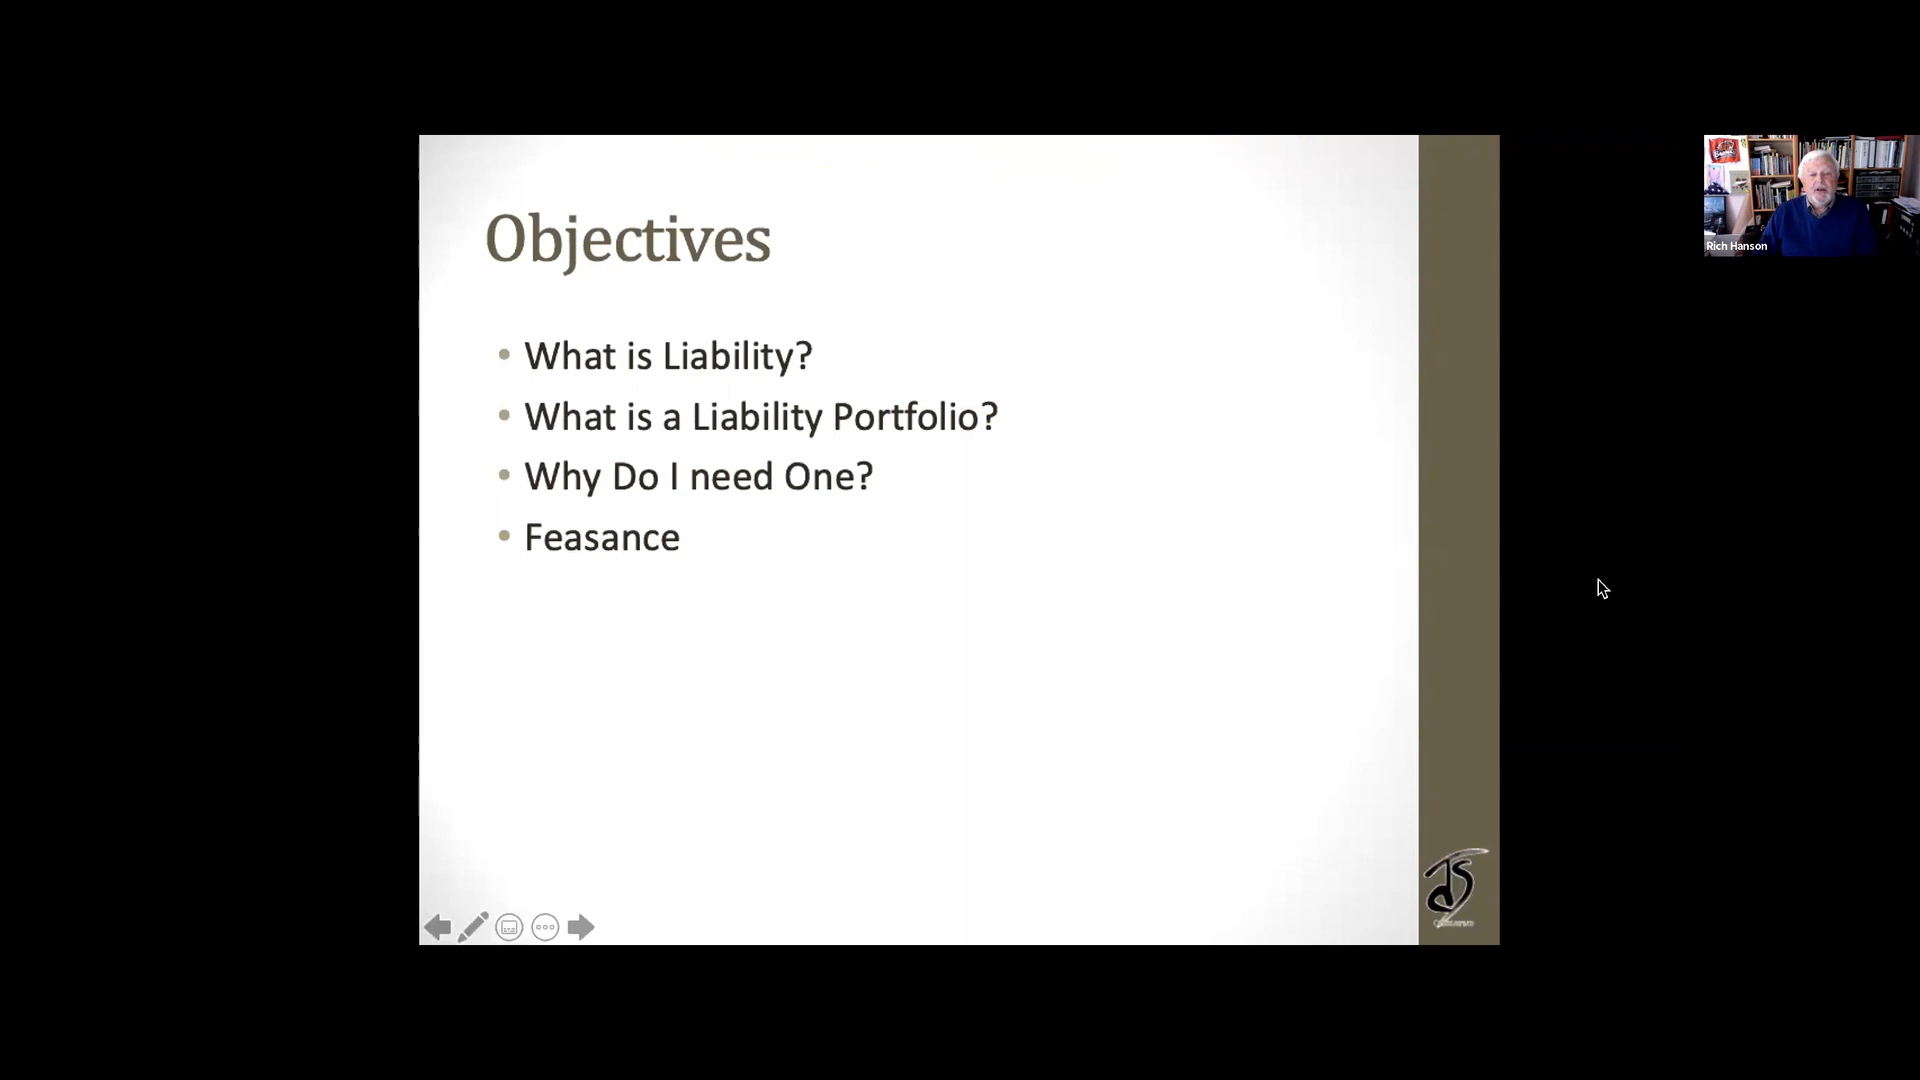 Objectives
• What is Liability?
• What is a Liability Portfolio?
• Why Do I need One?
• Feasance
Rich Hanson